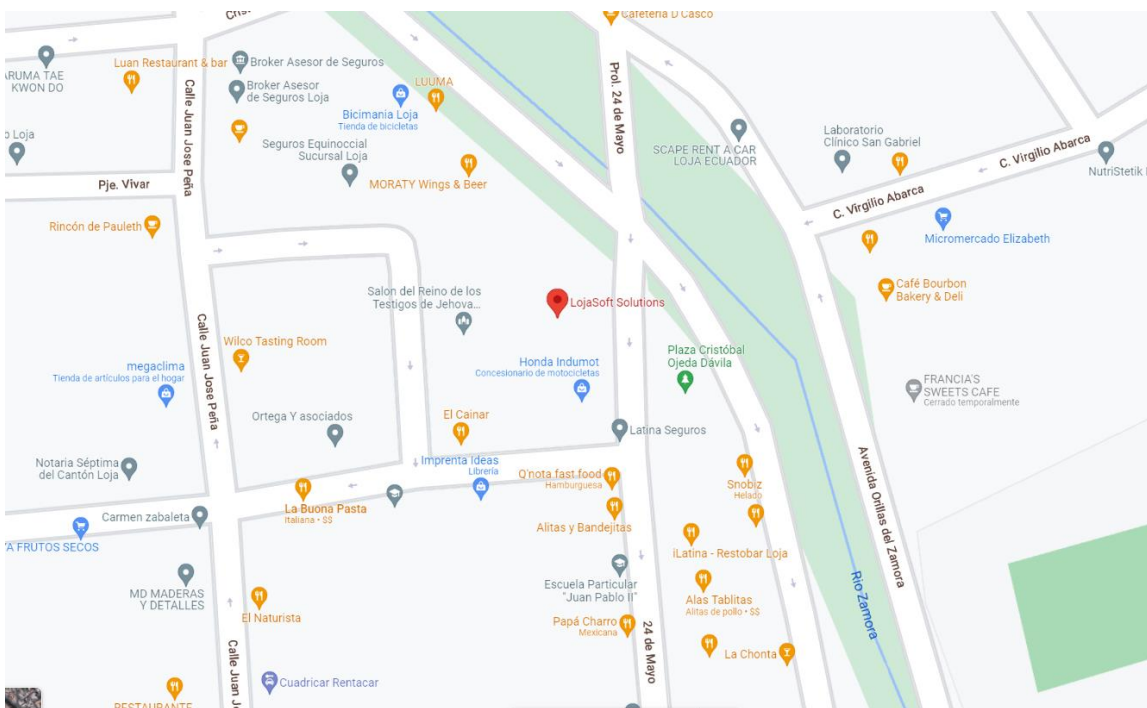 Cafetería D'Casco
ARUMA TAE
KWON DO
Luan Restaurant & bar
Broker Asesor de Seguros
Broker Asesor
de Seguros Loja
LUUMA
Bicimania Loja
Tienda de bicicletas
Prol. 24 de Mayo
Calle Juan Jose Peña
o Loja
Seguros Equinoccial
Sucursal Loja
MORATY Wings & Beer
SCAPE RENT A CAR
LOJA ECUADOR
Laboratorio
Clínico San Gabriel
C. Virgilio Abarca
NutriStetik
Pje. Vivar
C. Virgilio Abarca
Rincón de Pauleth
Micromercado Elizabeth
Salon del Reino de los
Testigos de Jehova...
LojaSoft Solutions
Café Bourbon
Bakery & Deli
Wilco Tasting Room
megaclima
Tienda de artículos para el hogar
Calle Juan Jose Peña
Honda Indumot
Concesionario de motocicletas
Plaza Cristóbal
Ojeda Dávila
FRANCIA'S
SWEETS CAFE
Cerrado temporalmente
Ortega Y asociados
El Cainar
Latina Seguros
Notaria Séptima
del Cantón Loja
Imprenta Ideas
Librería
Q'nota fast food
Hamburguesa
Snobiz
Helado
Avenida Orillas del Zamora
La Buona Pasta
Italiana • $$
Carmen zabaleta
Alitas y Bandejitas
YA FRUTOS SECOS
iLatina - Restobar Loja
MD MADERAS
Y DETALLES
Escuela Particular
"Juan Pablo II"
Alas Tablitas
Alitas de pollo • $$
Rio Zamora
El Naturista
Papá Charro
Mexicana
24 de Mayo
La Chonta
Calle Juan
Cuadricar Rentacar
RESTAURANTE